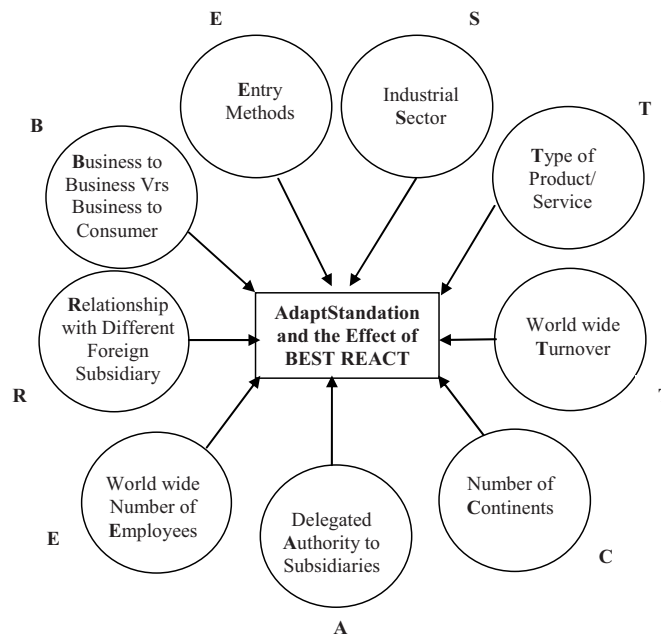 E
S
Entry
Methods
Industrial
Sector
B
T
Business to
Business Vrs
Business to
Consumer
Type of
Product/
Service
AdaptStandation
and the Effect of
BEST REACT
Relationship
with Different
Foreign
Subsidiary
World wide
Turnover
R
World wide
Number of
Employees
Delegated
Authority to
Subsidiaries
Number of
Continents
E
C
A